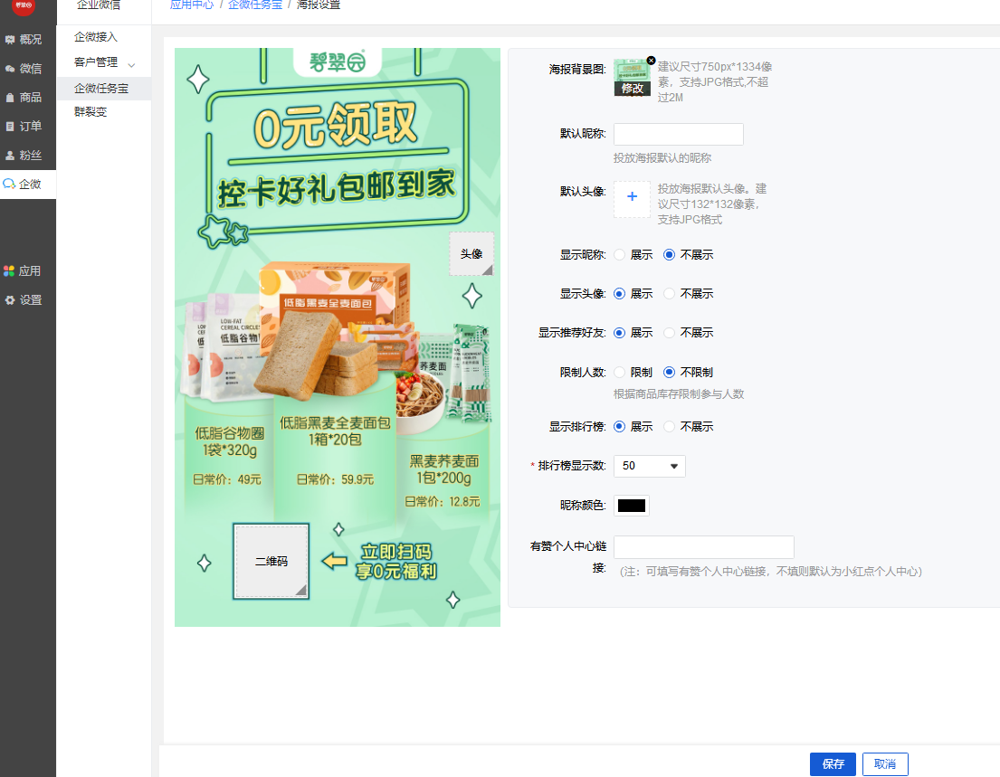 碧翠园
企业微信
应用中心 / 企微任务宝 / 海报设置
概况
微信
商品
订单
粉丝
企微
应用
设置
企微接入
客户管理
企微任务宝
群裂变
碧翠园
0元领取
控卡好礼包邮到家
头像
低脂黑麦全麦面包
LOW-FAT
CEREAL CIRCLES
低脂谷物
荞麦面
低脂谷物圈
1袋*320g
日常价：49元
低脂黑麦全麦面包
1箱*20包
日常价：59.9元
黑麦荞麦面
1包*200g
日常价：12.8元
二维码
立即扫码
享0元福利
海报背景图:
修改
建议尺寸750px*1334像
素，支持JPG格式,不超
过2M
默认昵称:
投放海报默认的昵称
默认头像:
+
投放海报默认头像。建
议尺寸132*132像素，
支持JPG格式
显示昵称: 展示 不展示
显示头像: 展示 不展示
显示推荐好友: 展示 不展示
限制人数: 限制 不限制
根据商品库存限制参与人数
显示排行榜: 展示 不展示
* 排行榜显示数: 50
昵称颜色:
有赞个人中心链
接:
（注：可填写有赞个人中心链接，不填则默认为小红点个人中心）
保存 取消